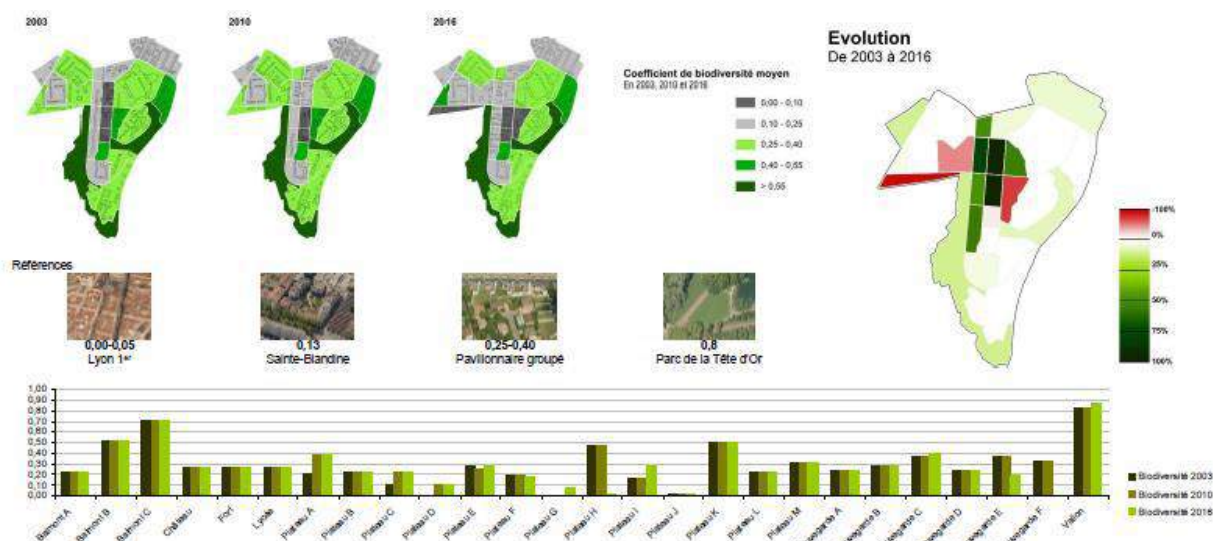 2003
2010
2016
Coefficient de biodiversité moyen
En 2003, 2010 et 2016
0,00 - 0,10
0,10 - 0,25
0,25 - 0,40
0,40 - 0,55
> 0,55
Evolution
De 2003 à 2016
-100%
0%
25%
50%
75%
100%
Références
0,00-0,05
Lyon 1er
0,13
Sainte-Blandine
0,25-0,40
Pavillonnaire groupé
0,8
Parc de la Tête d'Or
1,00
0,90
0,80
0,70
0,60
0,50
0,40
0,30
0,20
0,10
0,00
Balmont A
Balmont B
Balmont C
Château
Fort
Lycée
Plateau A
Plateau B
Plateau C
Plateau D
Plateau E
Plateau F
Plateau G
Plateau H
Plateau I
Plateau J
Plateau K
Plateau L
Plateau M
Vallon
Biodiversité 2003
Biodiversité 2010
Biodiversité 2016